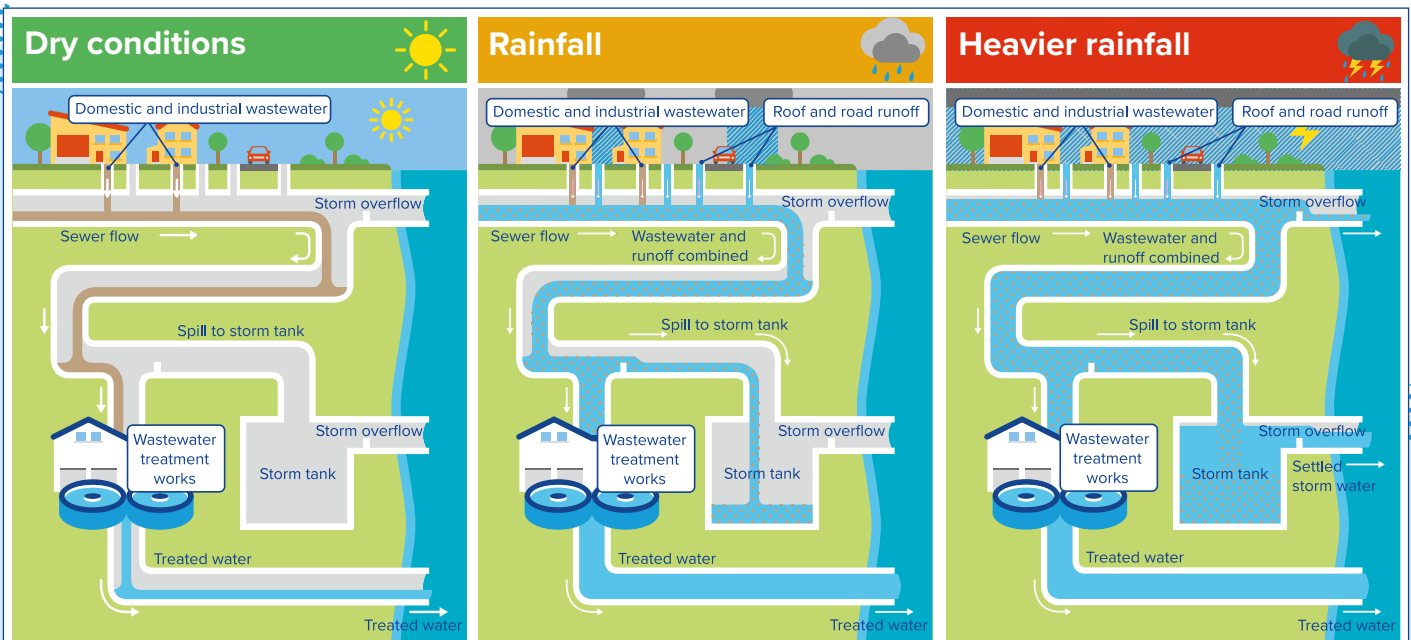 Dry conditions
Domestic and industrial wastewater
Storm overflow
Sewer flow
Spill to storm tank
Storm overflow
Wastewater
treatment
works
Storm tank
Treated water
Treated water
Rainfall
Domestic and industrial wastewater
Roof and road runoff
Storm overflow
Sewer flow
Wastewater and
runoff combined
Spill to storm tank
Storm overflow
Wastewater
treatment
works
Storm tank
Treated water
Treated water
Heavier rainfall
Domestic and industrial wastewater
Roof and road runoff
Storm overflow
Sewer flow
Wastewater and
runoff combined
Spill to storm tank
Storm overflow
Wastewater
treatment
works
Storm tank
Settled
storm water
Treated water
Treated water